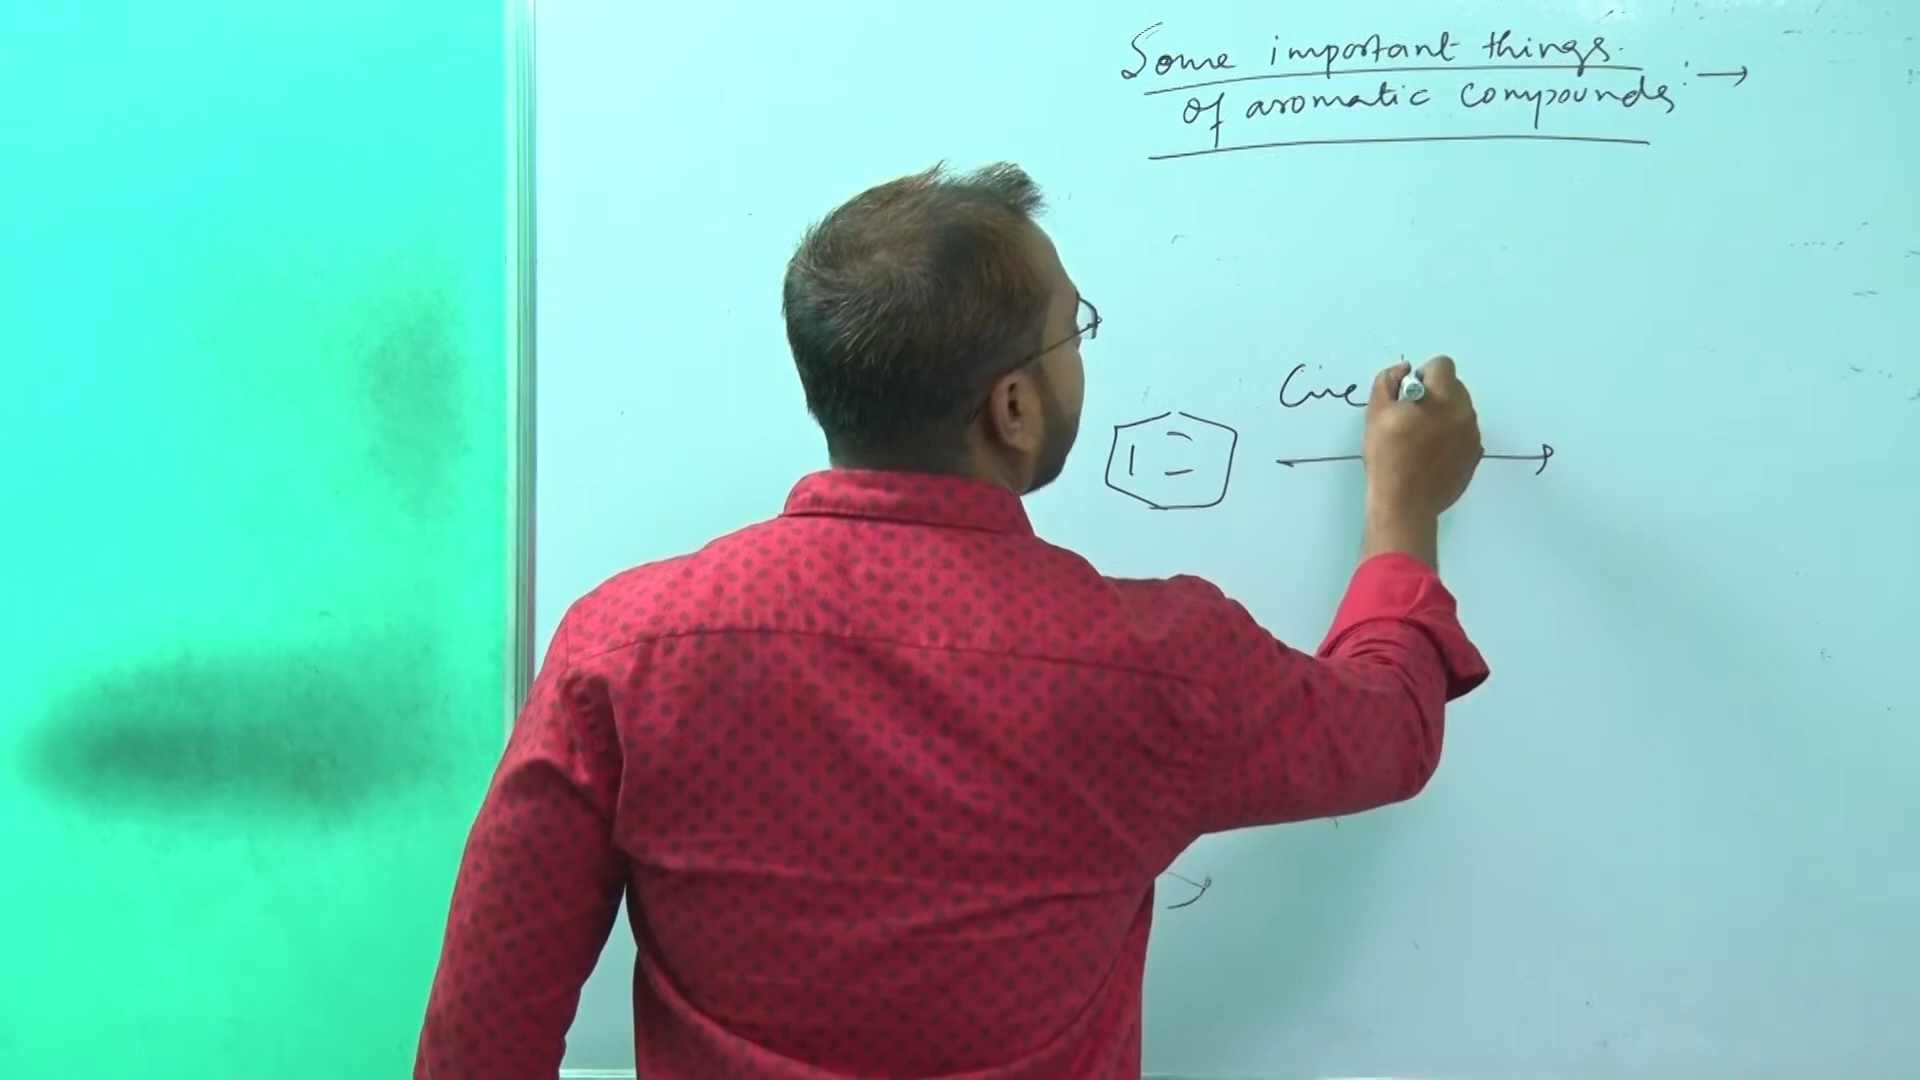 Some important things
of aromatic compounds :→